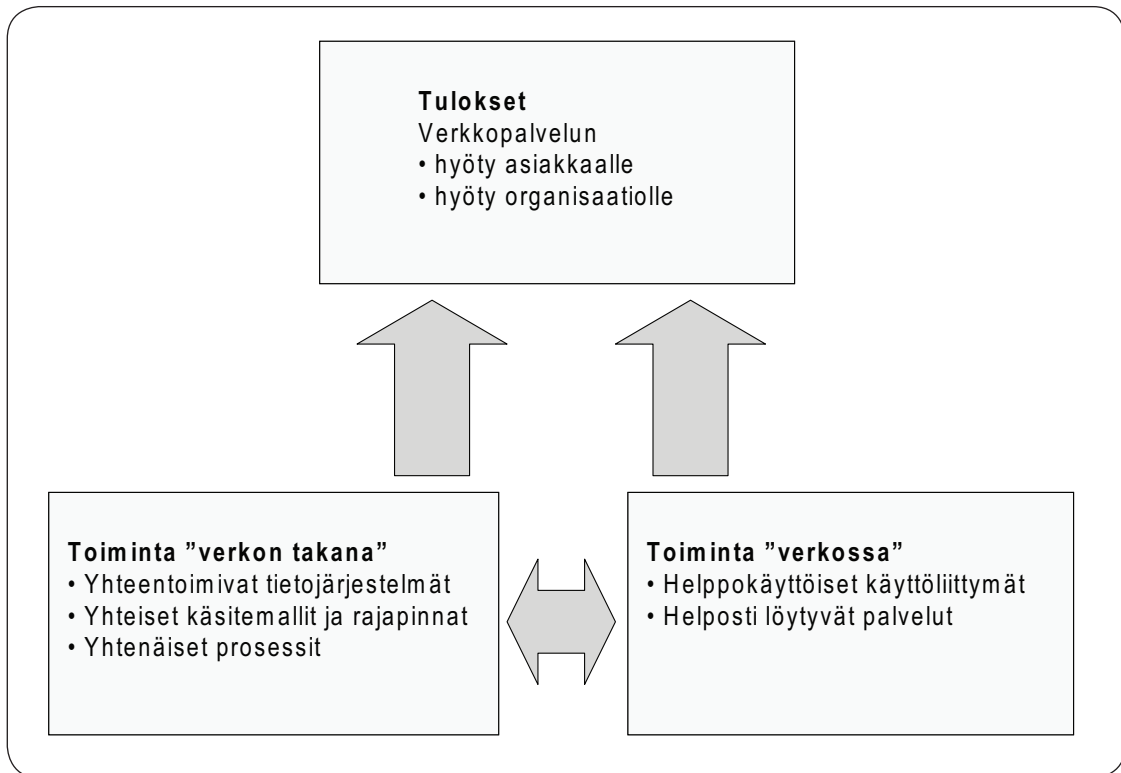 Tulokset
Verkkopalvelun
• hyöty asiakkaalle
• hyöty organisaatiolle
Toiminta ”verkon takana”
• Yhteentoimivat tietojärjestelmät
• Yhteiset käsitemallit ja rajapinnat
• Yhtenäiset prosessit
Toiminta ”verkossa”
• Helppokäyttöiset käyttöliittymät
• Helposti löytyvät palvelut